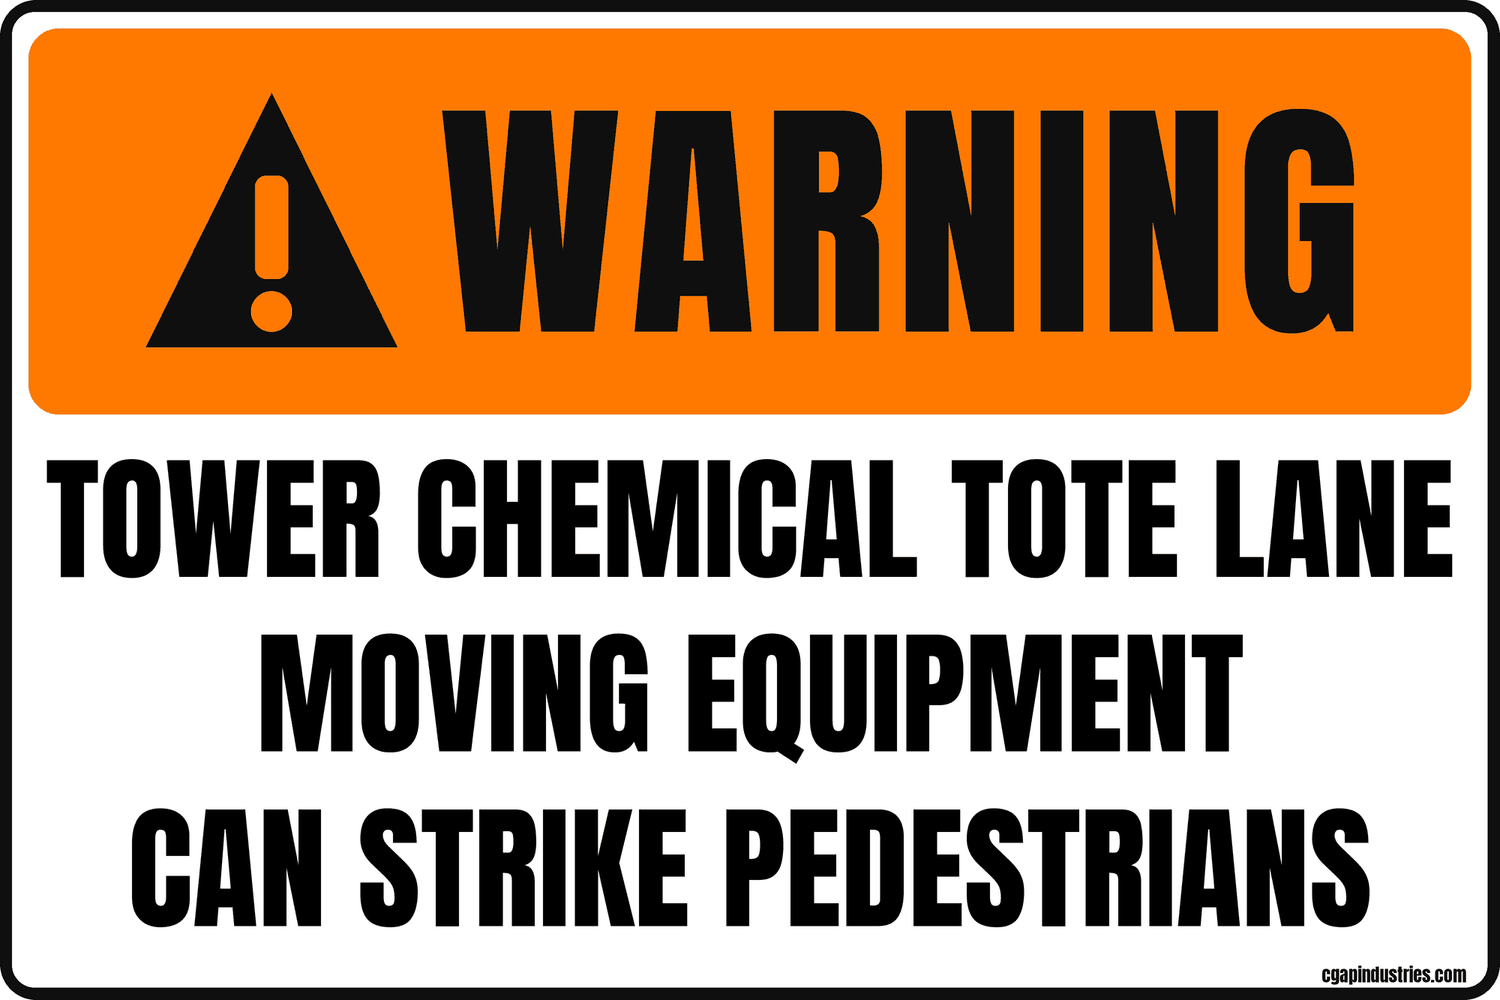 WARNING
TOWER CHEMICAL TOTE LANE
MOVING EQUIPMENT
CAN STRIKE PEDESTRIANS
cgapindustries.com